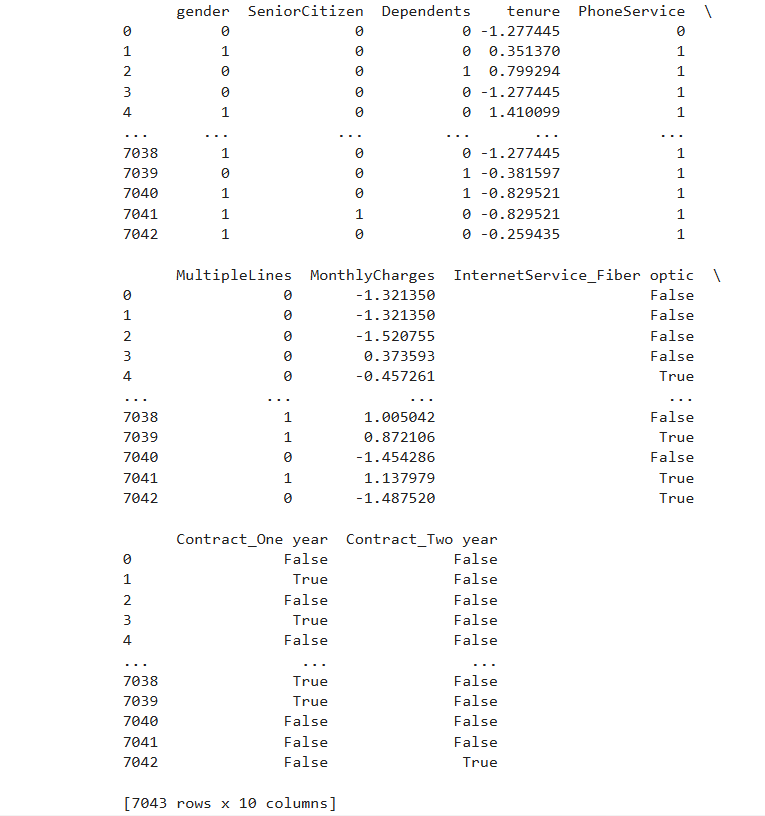 gender  SeniorCitizen  Dependents    tenure  PhoneService  \
0          0              0           0 -1.277445             0
1          1              0           0  0.351370             1
2          0              0           1  0.799294             1
3          0              0           0 -1.277445             1
4          1              0           0  1.410099             1
...      ...            ...         ...       ...           ...
7038       1              0           0 -1.277445             1
7039       0              0           1 -0.381597             1
7040       1              0           1 -0.829521             1
7041       1              1           0 -0.829521             1
7042       1              0           0 -0.259435             1
      MultipleLines  MonthlyCharges  InternetService_Fiber optic  \
0                 0       -1.321350                        False
1                 0       -1.321350                        False
2                 0       -1.520755                        False
3                 0        0.373593                        False
4                 0       -0.457261                         True
...             ...             ...                          ...
7038              1        1.005042                        False
7039              1        0.872106                         True
7040              0       -1.454286                        False
7041              1        1.137979                         True
7042              0       -1.487520                         True
      Contract_One year  Contract_Two year
0                 False              False
1                  True              False
2                 False              False
3                  True              False
4                 False              False
...                 ...                ...
7038               True              False
7039               True              False
7040              False              False
7041              False              False
7042              False               True
[7043 rows x 10 columns]